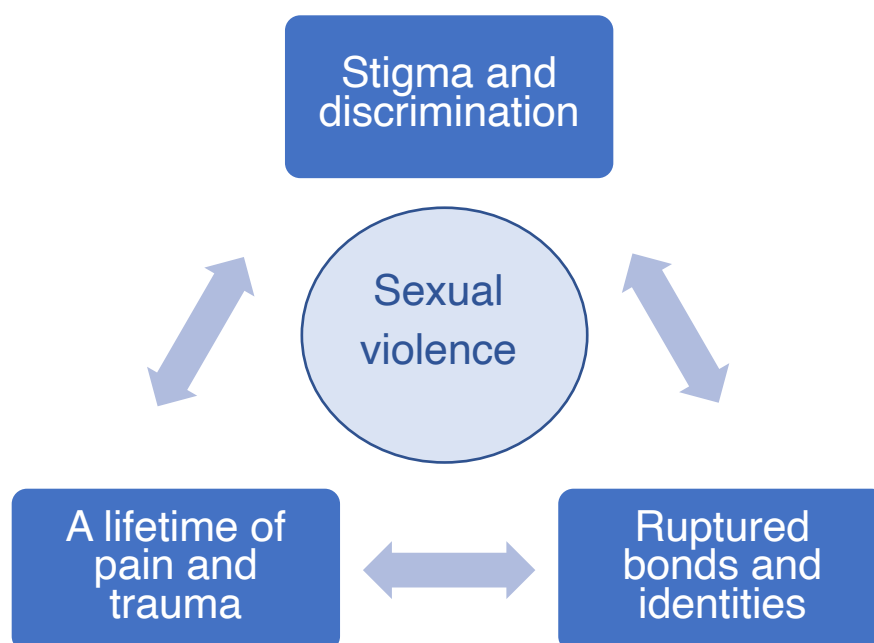 Stigma and
discrimination
Sexual
violence
A lifetime of
pain and
trauma
Ruptured
bonds and
identities